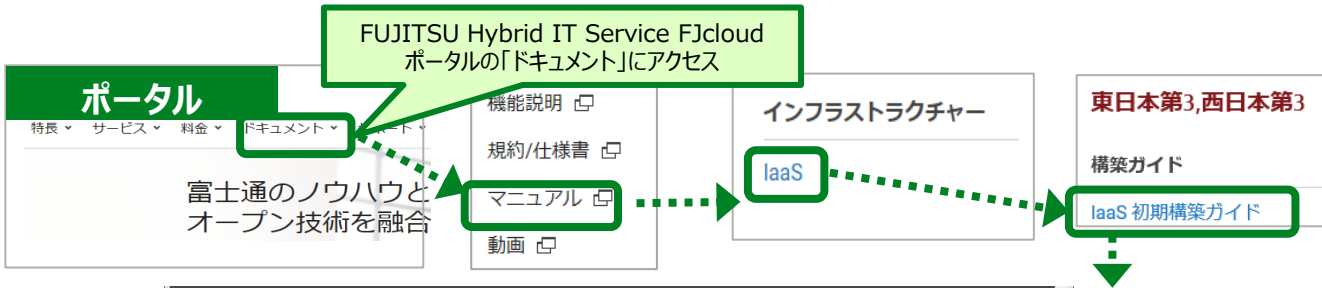 FUJITSU Hybrid IT Service FJcloud
ポータルの「ドキュメント」にアクセス
ポータル
特長 サービス 料金 ドキュメント
富士通のノウハウと
オープン技術を融合
機能説明
規約/仕様書
マニュアル
動画
インフラストラクチャー
IaaS
東日本第3,西日本第3
構築ガイド
IaaS 初期構築ガイド